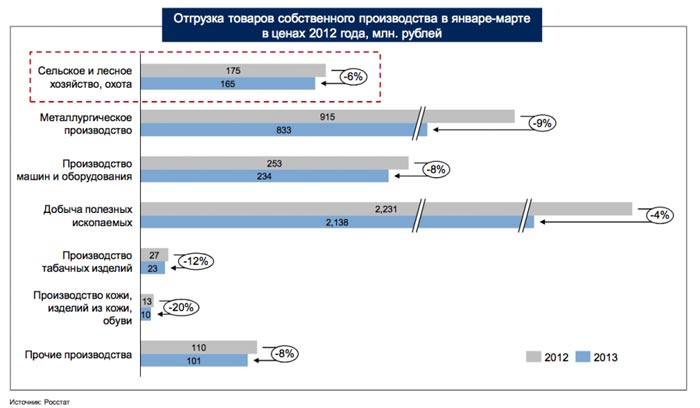 Отгрузка товаров собственного производства в январе-марте
в ценах 2012 года, млн. рублей
Сельское и лесное
хозяйство, охота
175
165
-6%
Металлургическое
производство
915
833
-9%
Производство
машин и оборудования
253
234
-8%
Добыча полезных
ископаемых
2,231
2,138
-4%
Производство
табачных изделий
27
23
-12%
Производство кожи,
изделий из кожи,
обуви
13
10
-20%
Прочие производства
110
101
-8%
2012
2013
Источник: Росстат